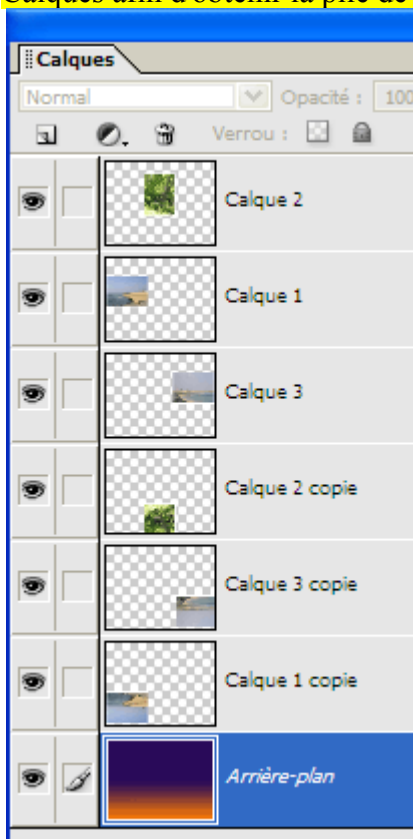 Calques afin d'obtenir la pile de
Calques
Normal Opacité : 100
Verrou :
Calque 2
Calque 1
Calque 3
Calque 2 copie
Calque 3 copie
Calque 1 copie
Arrière-plan